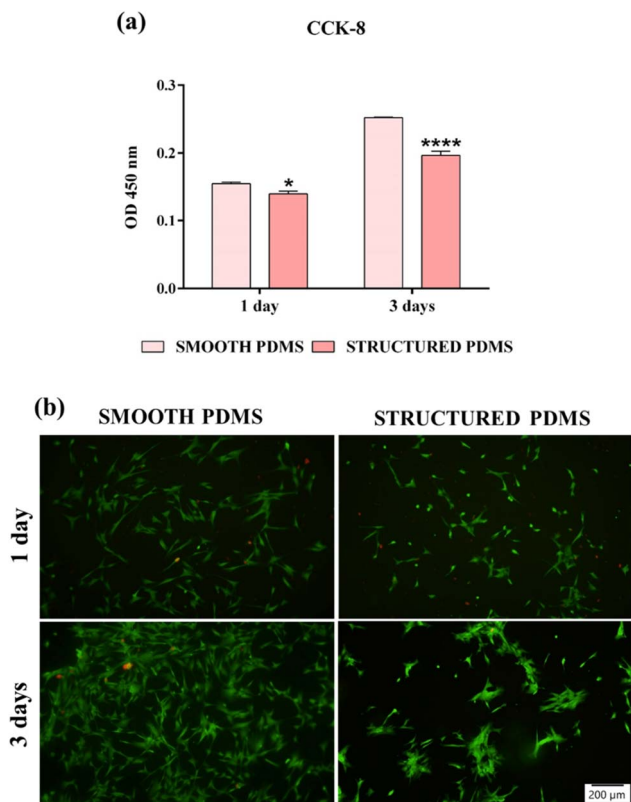 (a)
CCK-8
OD 450 nm
0.3
0.2
0.1
0.0
*
****
1 day
3 days
SMOOTH PDMS
STRUCTURED PDMS
(b)
SMOOTH PDMS
STRUCTURED PDMS
1 day
3 days
200 µm